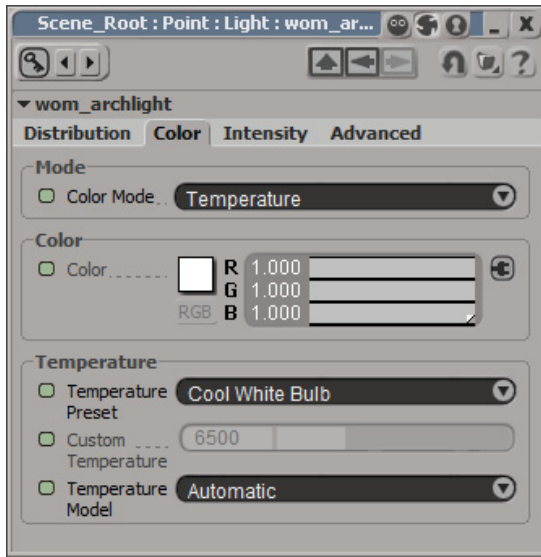 Scene_Root : Point : Light : wom_ar...
wom_archlight
Distribution Color Intensity Advanced
Mode
Color Mode Temperature
Color
Color R 1.000
G 1.000
RGB B 1.000
Temperature
Temperature Cool White Bulb
Preset
Custom 6500
Temperature
Temperature Automatic
Model